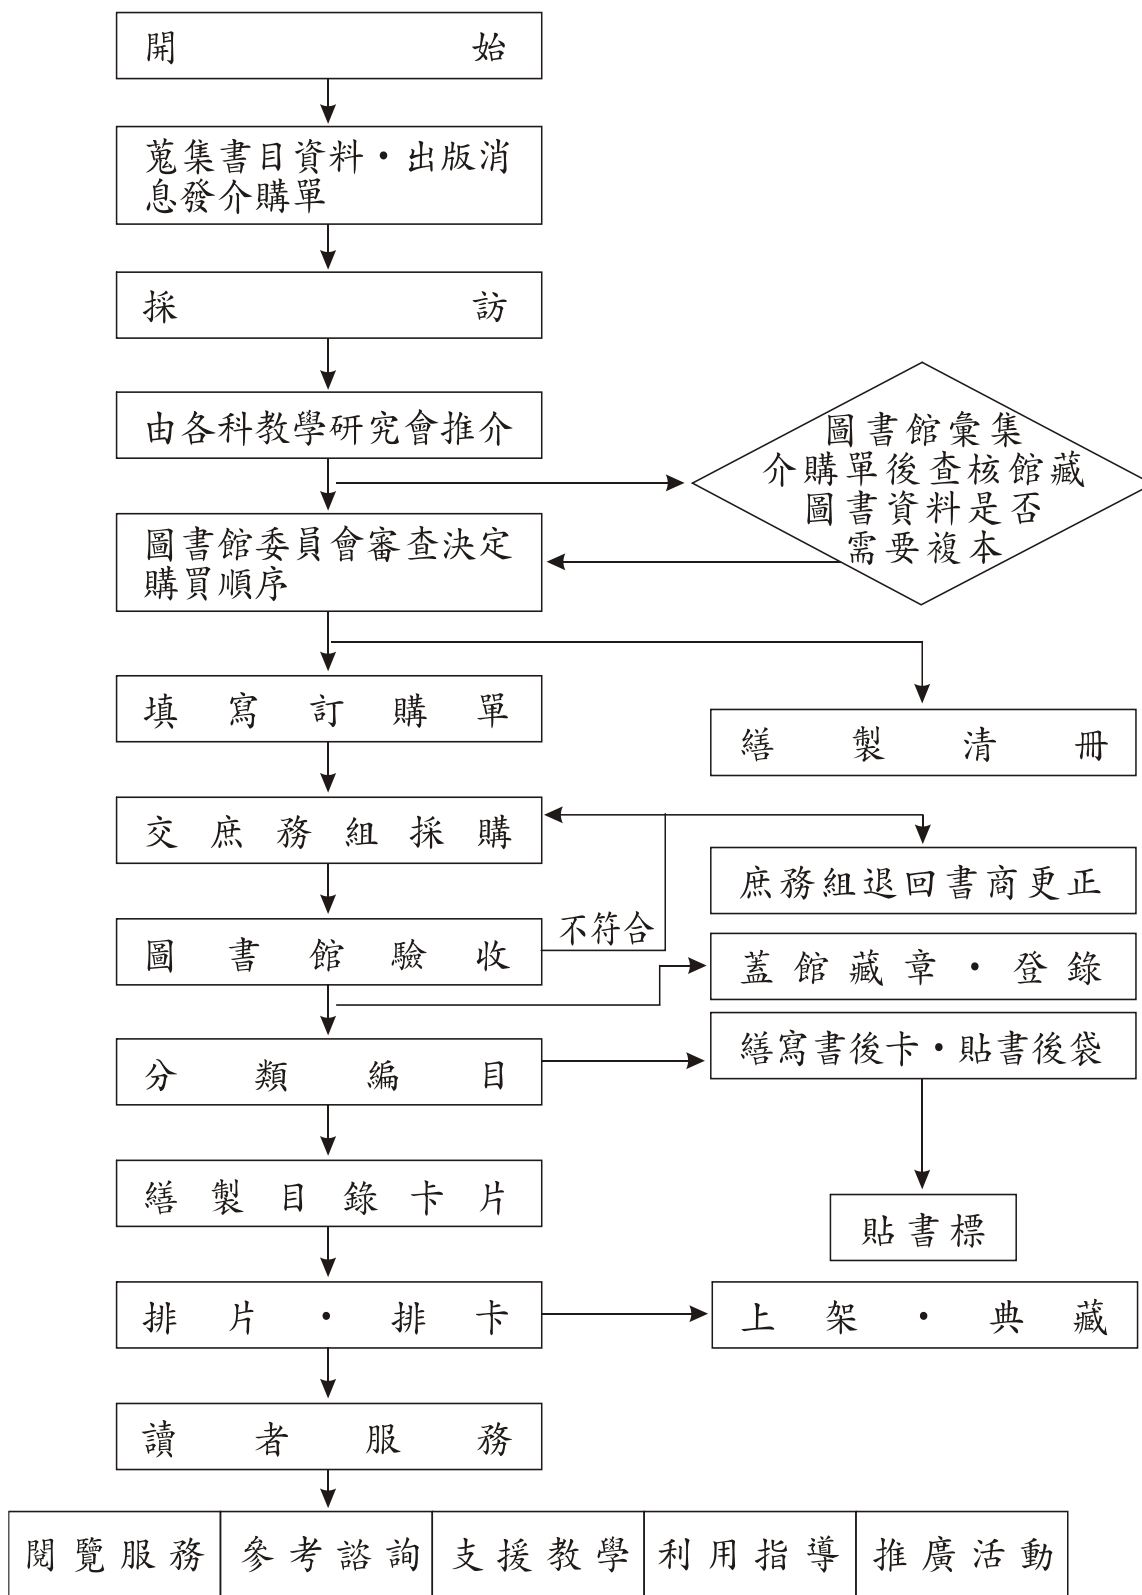 開始
蒐集書目資料・出版消
息發介購單
採訪
由各科教學研究會推介
圖書館彙集
介購單後查核館藏
圖書資料是否
需要複本
圖書館委員會審查決定
購買順序
填寫訂購單
繕製清冊
交庶務組採購
庶務組退回書商更正
圖書館驗收
不符合
蓋館藏章・登錄
分類編目
繕寫書後卡・貼書後袋
繕製目錄卡片
貼書標
排片・排卡
上架・典藏
讀者服務
閱覽服務
參考諮詢
支援教學
利用指導
推廣活動